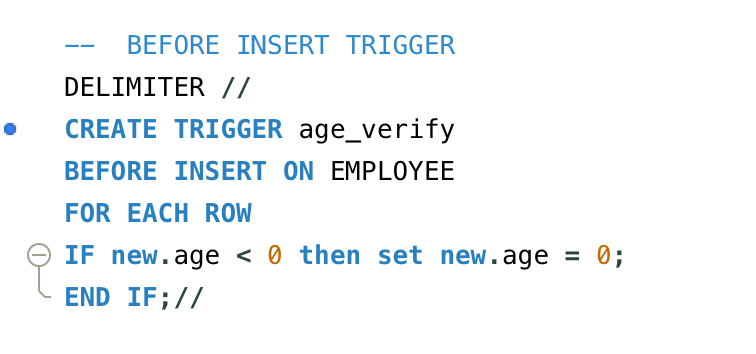 --  BEFORE INSERT TRIGGER
DELIMITER //
CREATE TRIGGER age_verify
BEFORE INSERT ON EMPLOYEE
FOR EACH ROW
IF new.age < 0 then set new.age = 0;
END IF;//